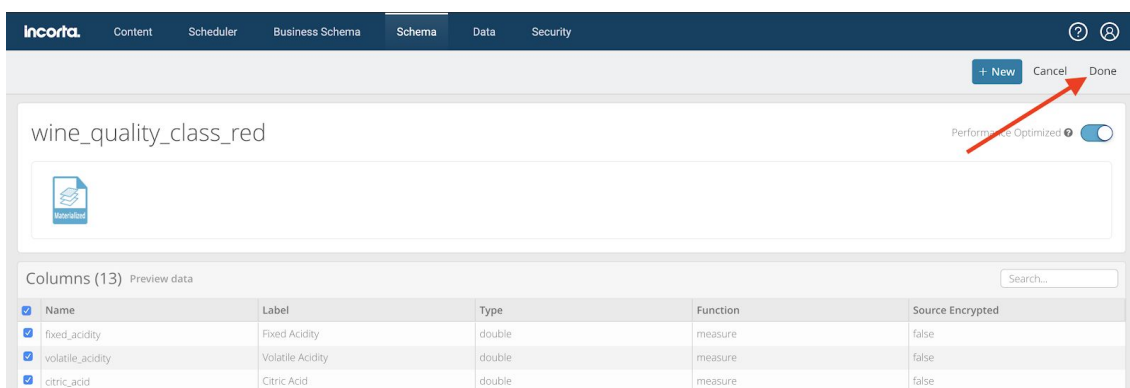 incorta. Content Scheduler Business Schema Schema Data Security ?
+ New Cancel Done
wine_quality_class_red
Performance Optimized ?
Materialized
Columns (13) Preview data Search...
Name Label Type Function Source Encrypted
fixed_acidity Fixed Acidity double measure false
volatile_acidity Volatile Acidity double measure false
citric_acid Citric Acid double measure false